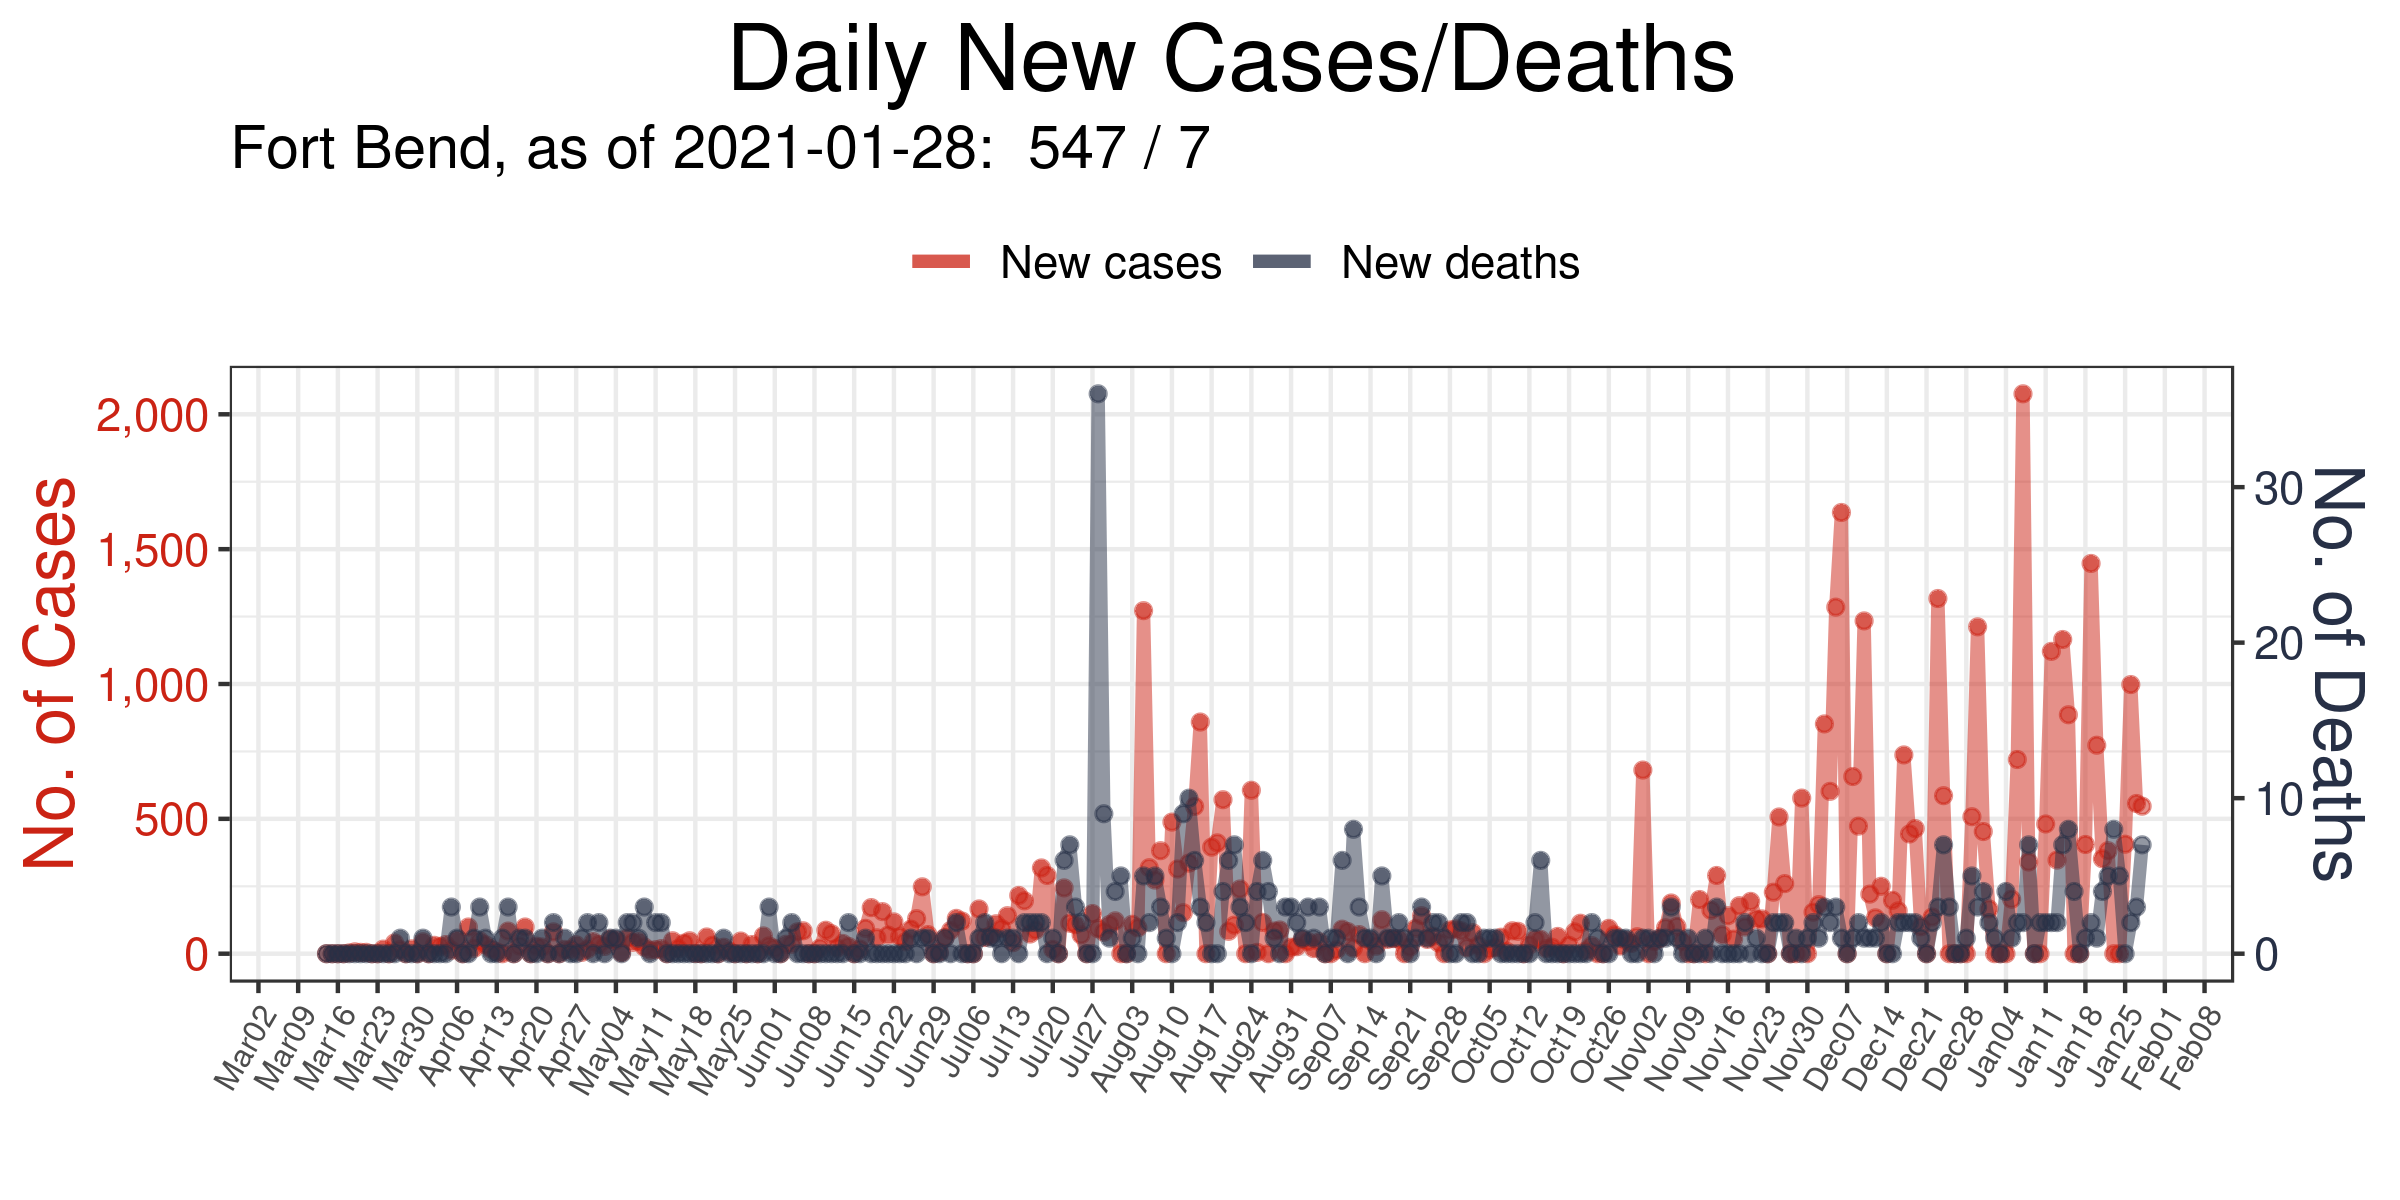 Daily New Cases/Deaths
Fort Bend, as of 2021-01-28:  547 / 7
New cases New deaths
No. of Cases
2,000
1,500
1,000
500
0
30
20
10
0
No. of Deaths
Mar02 Mar09 Mar16 Mar23 Mar30 Apr06 Apr13 Apr20 Apr27 May04 May11 May18 May25 Jun01 Jun08 Jun15 Jun22 Jun29 Jul06 Jul13 Jul20 Jul27 Aug03 Aug10 Aug17 Aug24 Aug31 Sep07 Sep14 Sep21 Sep28 Oct05 Oct12 Oct19 Oct26 Nov02 Nov09 Nov16 Nov23 Nov30 Dec07 Dec14 Dec21 Dec28 Dec04 Jan11 Jan18 Jan25 Feb01 Feb08